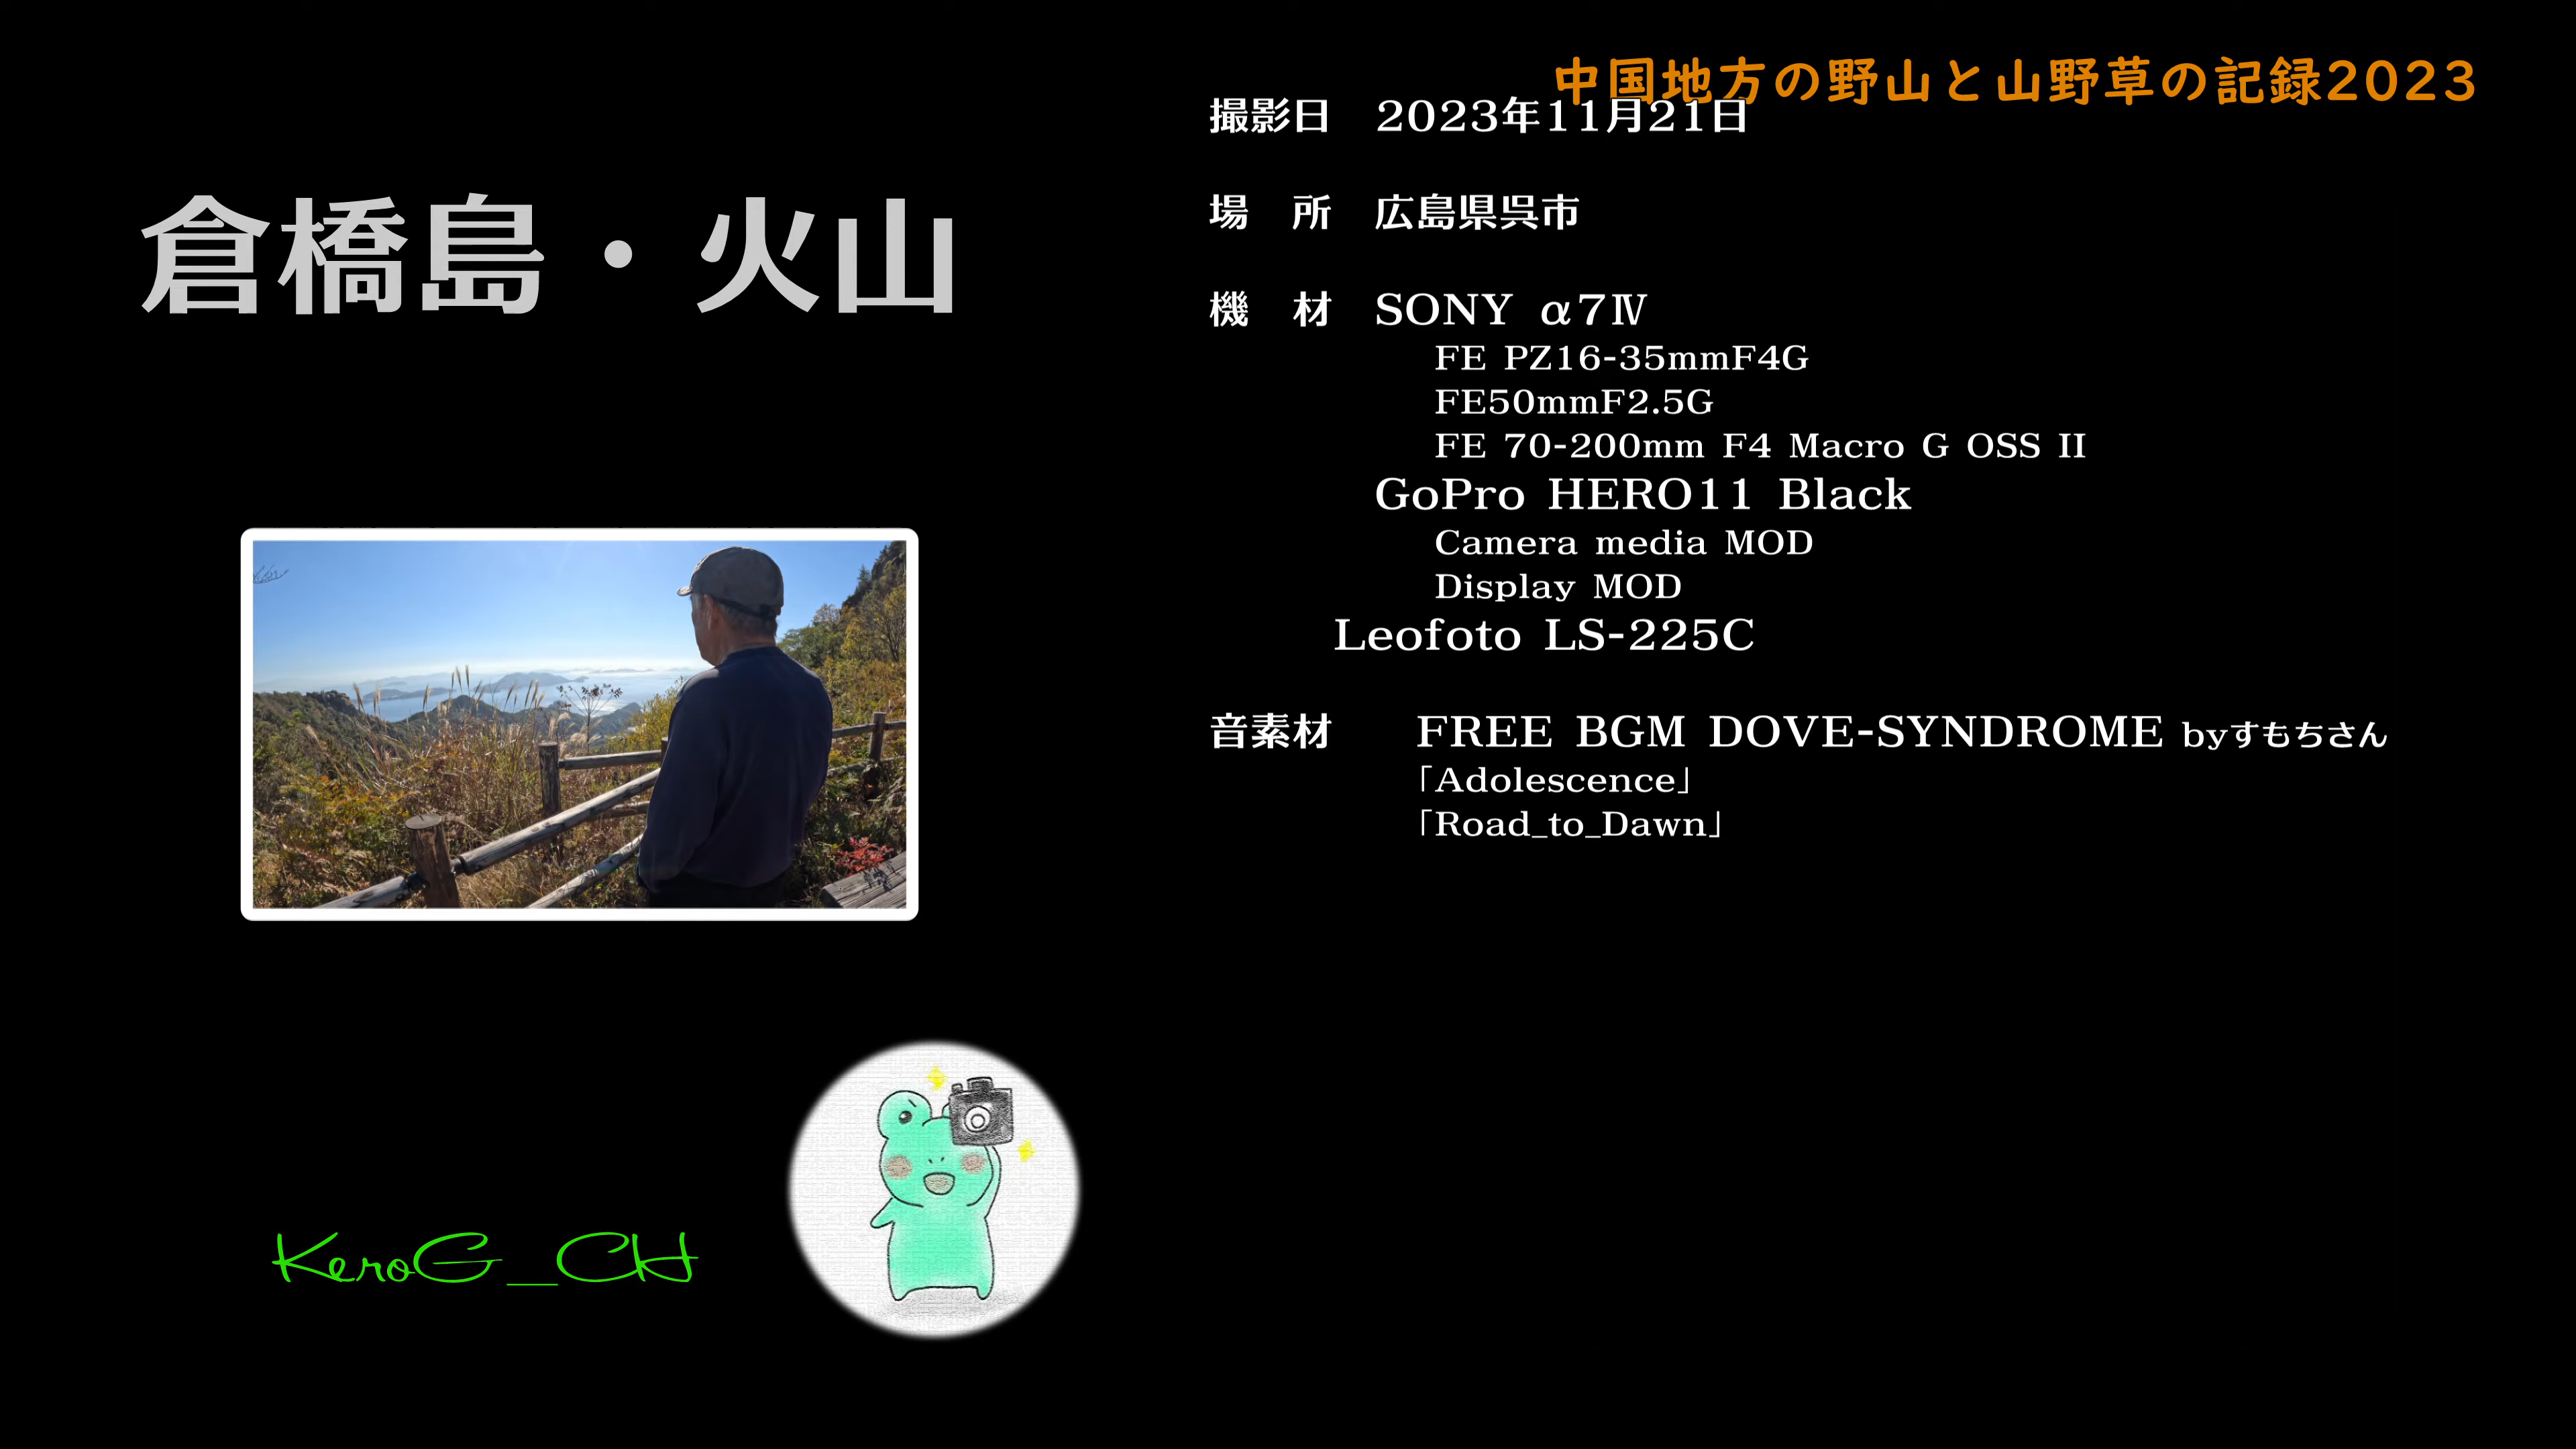 中国地方の野山と山野草の記録2023
倉橋島・火山
撮影日　2023年11月21日
場　所　広島県呉市
機　材　SONY α7Ⅳ
FE PZ16-35mmF4G
FE50mmF2.5G
FE 70-200mm F4 Macro G OSS II
GoPro HERO11 Black
Camera media MOD
Display MOD
Leofoto LS-225C
音素材　　FREE BGM DOVE-SYNDROME byすもちさん
「Adolescence」
「Road_to_Dawn」
KeroG_CH